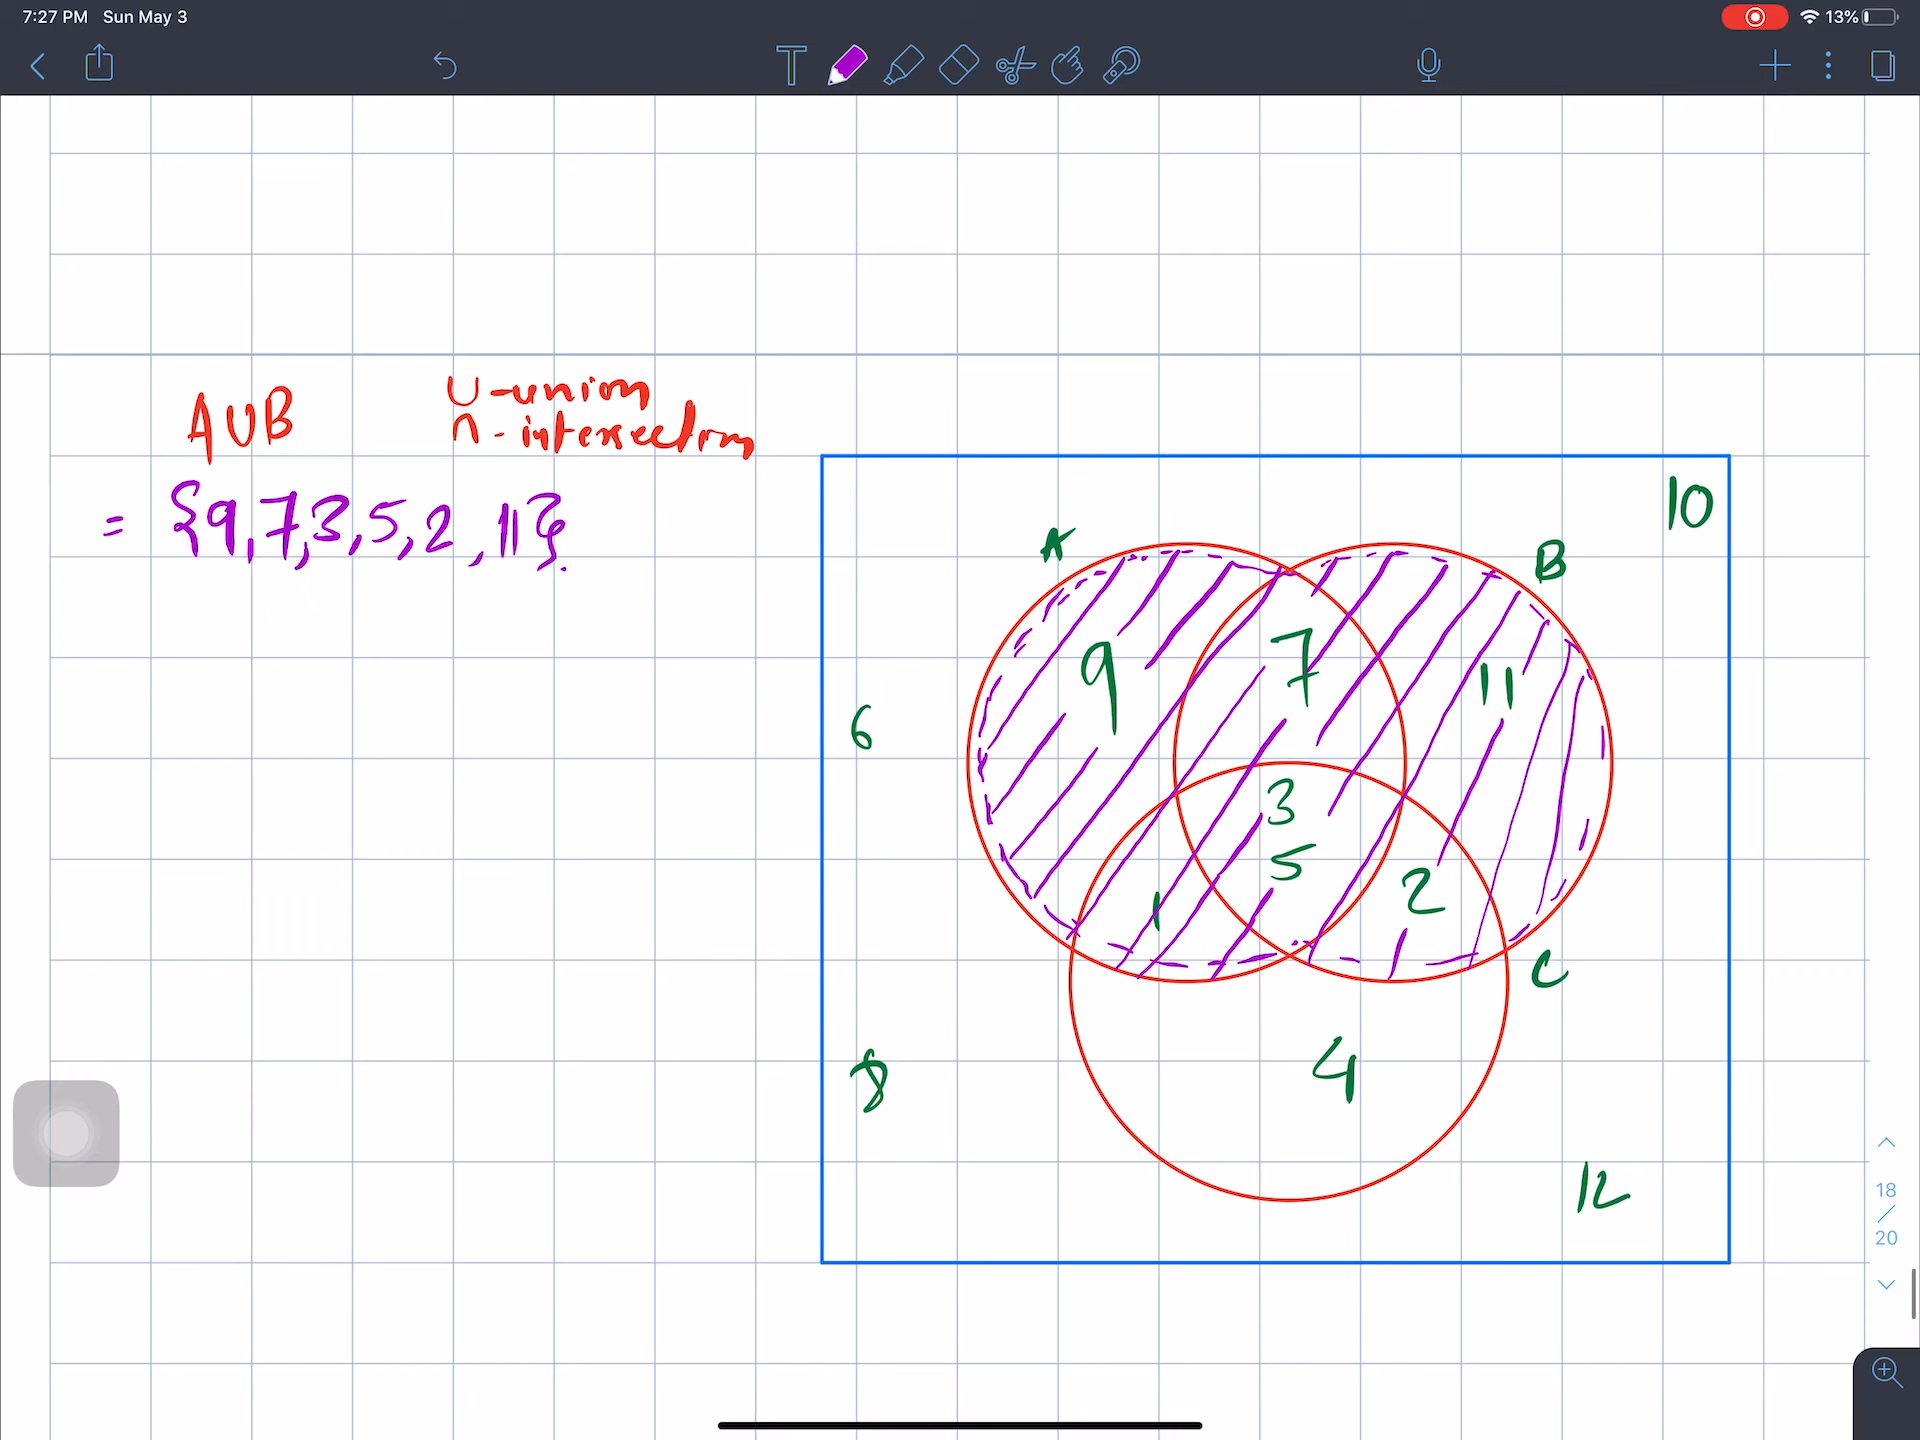 7:27 PM Sun May 3
13%
T
A∪B
∪-union
∩-intersection
= {9,7,3,5,2,11}.
10
A
B
9
7
11
6
3
5
1
2
C
4
8
12
18
/
20